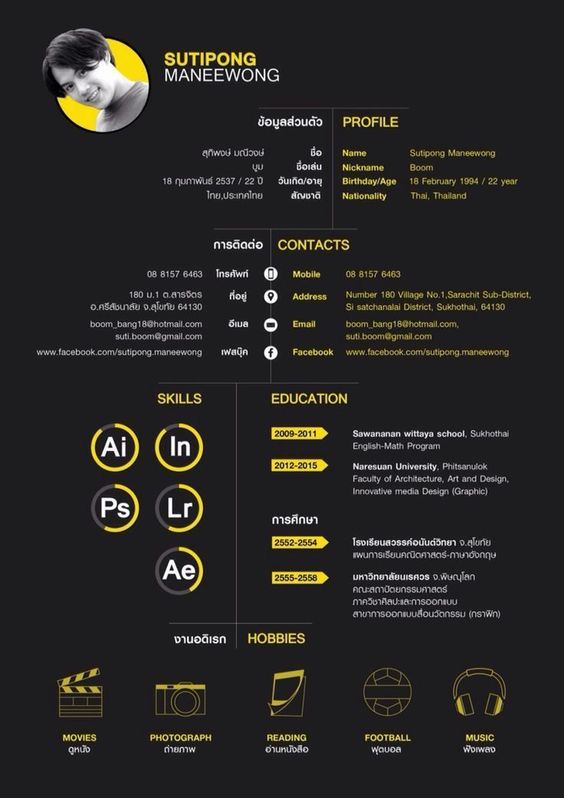 SUTIPONG
MANEEWONG
ข้อมูลส่วนตัว PROFILE
สุทิพงษ์ มณีวงษ์ ชื่อ Name Sutipong Maneewong
บูม ชื่อเล่น Nickname Boom
18 กุมภาพันธ์ 2537 / 22 ปี วันเกิด/อายุ Birthday/Age 18 February 1994 / 22 year
ไทย,ประเทศไทย สัญชาติ Nationality Thai, Thailand
การติดต่อ CONTACTS
08 8157 6463 โทรศัพท์ Mobile 08 8157 6463
180 ม.1 ต.สารจิตร ที่อยู่ Address Number 180 Village No.1,Sarachit Sub-District,
อ.ศรีสัชนาลัย จ.สุโขทัย 64130 Si satchanalai District, Sukhothai, 64130
boom_bang18@hotmail.com อีเมล Email boom_bang18@hotmail.com,
suti.boom@gmail.com suti.boom@gmail.com
www.facebook.com/sutipong.maneewong เฟสบุ๊ค f Facebook www.facebook.com/sutipong.maneewong
SKILLS
Ai In
Ps Lr
Ae
EDUCATION
2009-2011 Sawananan wittaya school, Sukhothai
English-Math Program
2012-2015 Naresuan University, Phitsanulok
Faculty of Architecture, Art and Design,
Innovative media Design (Graphic)
การศึกษา
2552-2554 โรงเรียนสวรรค์อนันต์วิทยา จ.สุโขทัย
แผนการเรียนคณิตศาสตร์-ภาษาอังกฤษ
2555-2558 มหาวิทยาลัยนเรศวร จ.พิษณุโลก
คณะสถาปัตยกรรมศาสตร์
ภาควิชาศิลปะและการออกแบบ
สาขาการออกแบบสื่อนวัตกรรม (กราฟิก)
งานอดิเรก HOBBIES
MOVIES PHOTOGRAPH READING FOOTBALL MUSIC
ดูหนัง ถ่ายภาพ อ่านหนังสือ ฟุตบอล ฟังเพลง